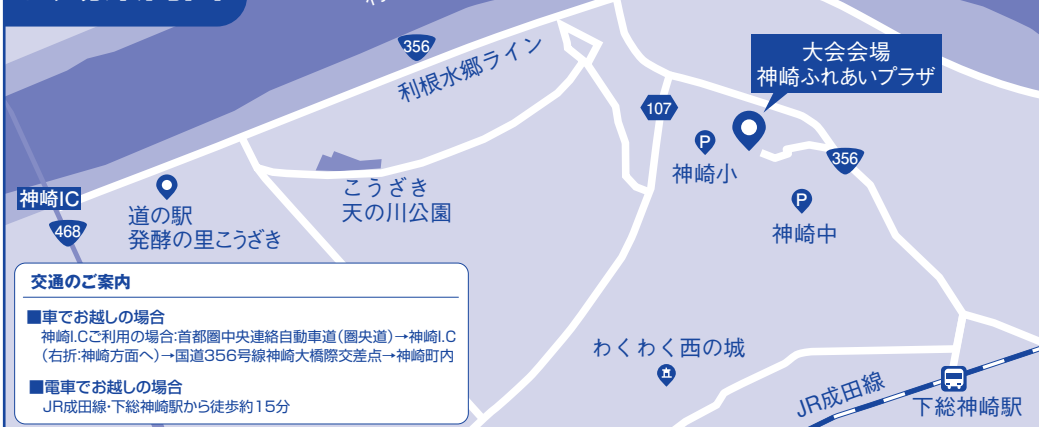 356
利根水郷ライン
大会会場
神崎ふれあいプラザ
107
P
神崎小
356
P
神崎中
こうざき
天の川公園
神崎IC
468
道の駅
発酵の里こうざき
交通のご案内
■車でお越しの場合
神崎I.Cご利用の場合:首都圏中央連絡自動車道(圏央道)→神崎I.C
(右折:神崎方面へ)→国道356号線神崎大橋際交差点→神崎町内
■電車でお越しの場合
JR成田線・下総神崎駅から徒歩約15分
わくわく西の城
JR成田線
下総神崎駅